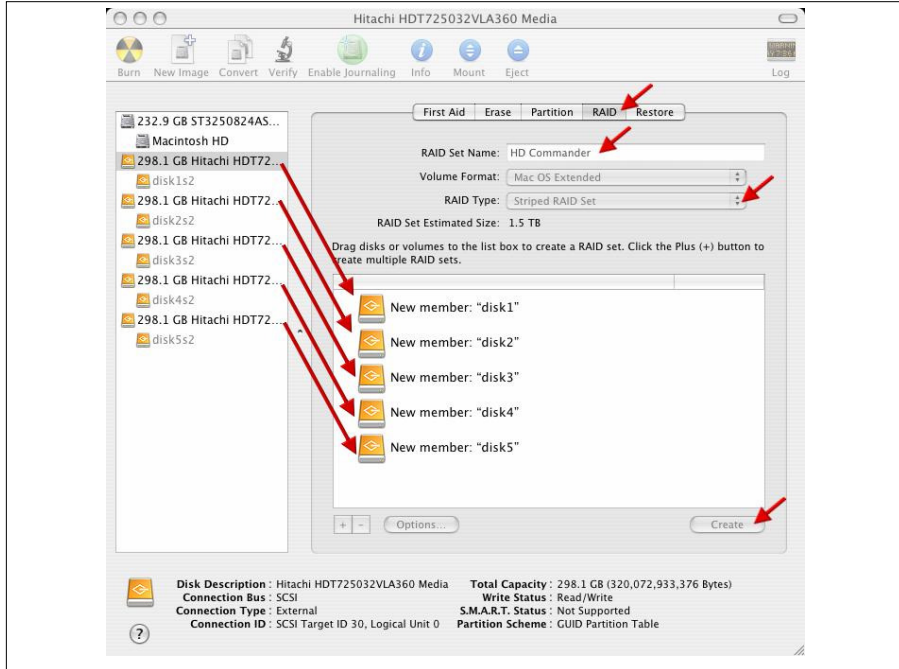 Hitachi HDT725032VLA360 Media
Burn New Image Convert Verify Enable Journaling Info Mount Eject Log
First Aid Erase Partition RAID Restore
232.9 GB ST3250824AS...
Macintosh HD
298.1 GB Hitachi HDT72...
disk1s2
298.1 GB Hitachi HDT72...
disk2s2
298.1 GB Hitachi HDT72...
disk3s2
298.1 GB Hitachi HDT72...
disk4s2
298.1 GB Hitachi HDT72...
disk5s2
RAID Set Name: HD Commander
Volume Format: Mac OS Extended
RAID Type: Striped RAID Set
RAID Set Estimated Size: 1.5 TB
Drag disks or volumes to the list box to create a RAID set. Click the Plus (+) button to
create multiple RAID sets.
New member: “disk1”
New member: “disk2”
New member: “disk3”
New member: “disk4”
New member: “disk5”
+ - Options... Create
Disk Description : Hitachi HDT725032VLA360 Media
Connection Bus : SCSI
Connection Type : External
Connection ID : SCSI Target ID 30, Logical Unit 0
Total Capacity : 298.1 GB (320,072,933,376 Bytes)
Write Status : Read/Write
S.M.A.R.T. Status : Not Supported
Partition Scheme : GUID Partition Table
?